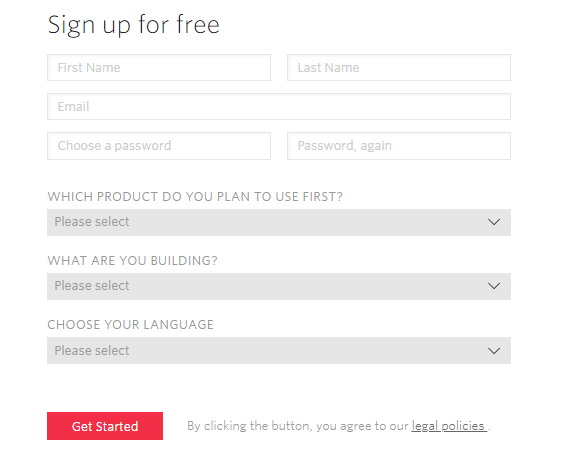 Sign up for free
First Name Last Name
Email
Choose a password Password, again
WHICH PRODUCT DO YOU PLAN TO USE FIRST?
Please select
WHAT ARE YOU BUILDING?
Please select
CHOOSE YOUR LANGUAGE
Please select
Get Started By clicking the button, you agree to our legal policies .